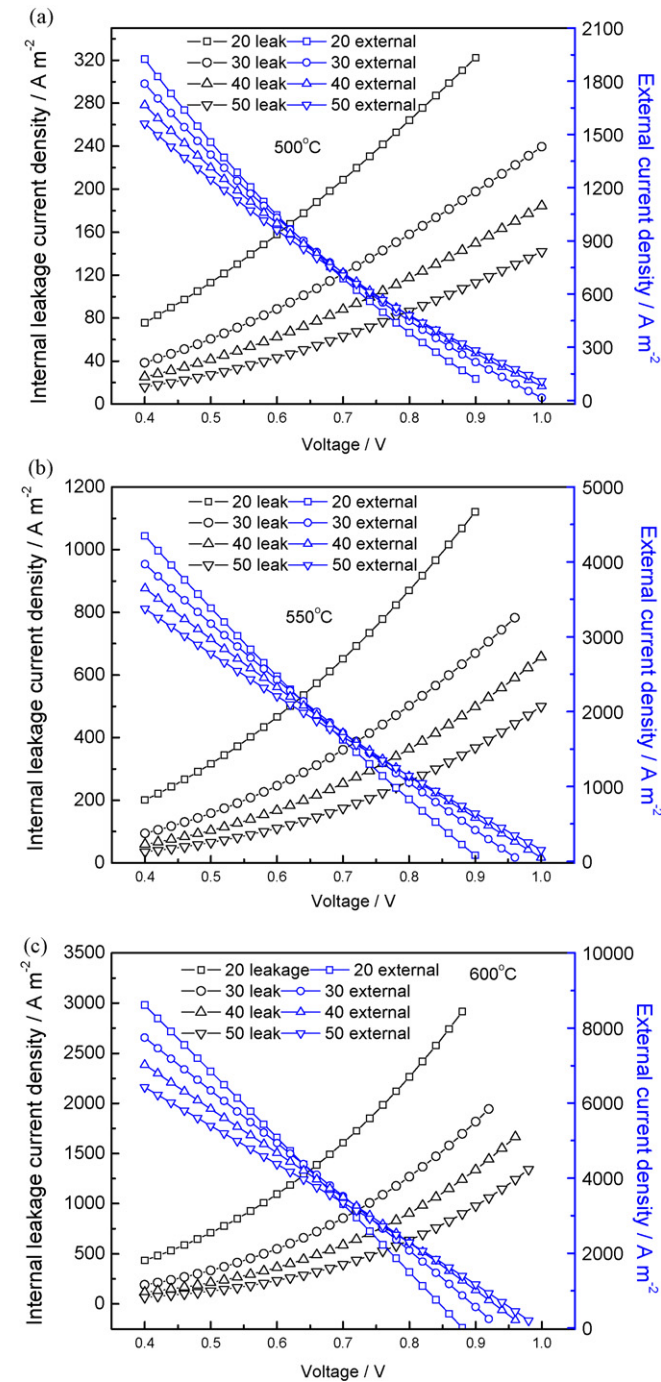 (a)
20 leak 20 external
30 leak 30 external
40 leak 40 external
50 leak 50 external
500°C
Internal leakage current density / A m⁻²
0 40 80 120 160 200 240 280 320
External current density / A m⁻²
0 300 600 900 1200 1500 1800 2100
0.4 0.5 0.6 0.7 0.8 0.9 1.0
Voltage / V
(b)
20 leak 20 external
30 leak 30 external
40 leak 40 external
50 leak 50 external
550°C
Internal leakage current density / A m⁻²
0 200 400 600 800 1000 1200
External current density / A m⁻²
0 1000 2000 3000 4000 5000
0.4 0.5 0.6 0.7 0.8 0.9 1.0
Voltage / V
(c)
20 leakage 20 external
30 leak 30 external
40 leak 40 external
50 leak 50 external
600°C
Internal leakage current density / A m⁻²
0 500 1000 1500 2000 2500 3000 3500
External current density / A m⁻²
0 2000 4000 6000 8000 10000
0.4 0.5 0.6 0.7 0.8 0.9 1.0
Voltage / V